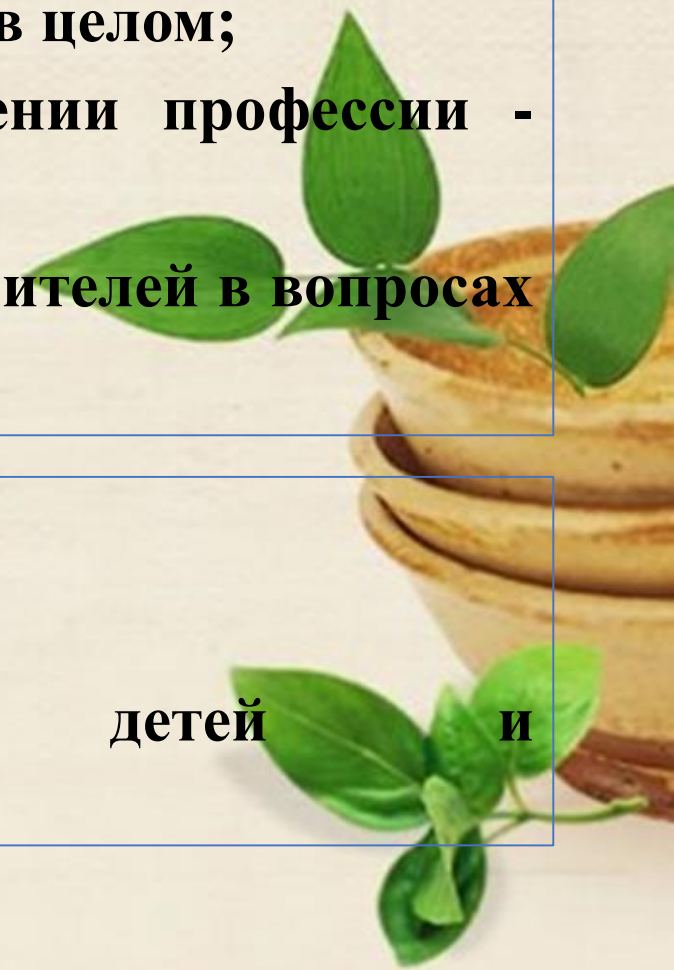 в целом;
ении профессии -
ителей в вопросах
детей и